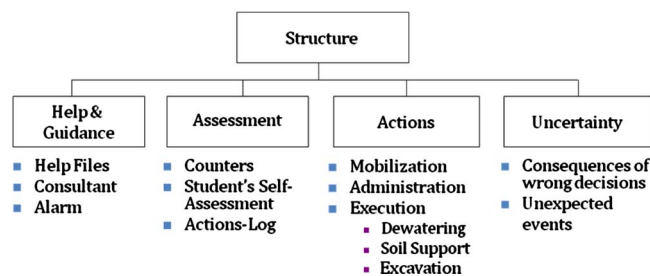 Structure
Help &
Guidance
Help Files
Consultant
Alarm
Assessment
Counters
Student's Self-
Assessment
Actions-Log
Actions
Mobilization
Administration
Execution
Dewatering
Soil Support
Excavation
Uncertainty
Consequences of
wrong decisions
Unexpected
events